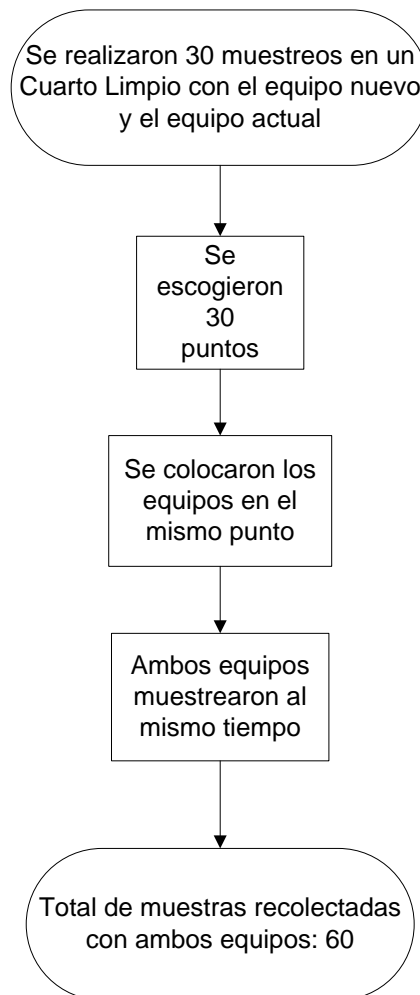 Se realizaron 30 muestreos en un
Cuarto Limpio con el equipo nuevo
y el equipo actual
Se
escogieron
30
puntos
Se colocaron los
equipos en el
mismo punto
Ambos equipos
muestrearon al
mismo tiempo
Total de muestras recolectadas
con ambos equipos: 60